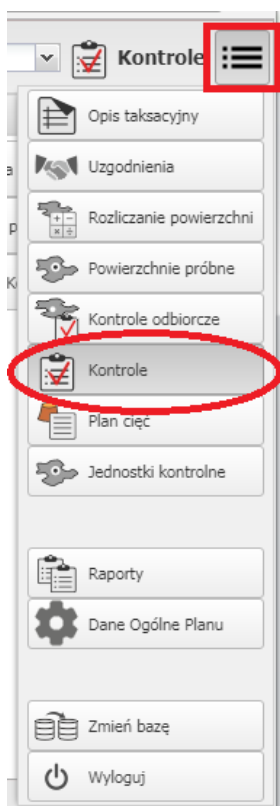 Kontrole
Opis taksacyjny
Uzgodnienia
Rozliczanie powierzchni
Powierzchnie próbne
Kontrole odbiorcze
Kontrole
Plan cięć
Jednostki kontrolne
Raporty
Dane Ogólne Planu
Zmień bazę
Wyloguj